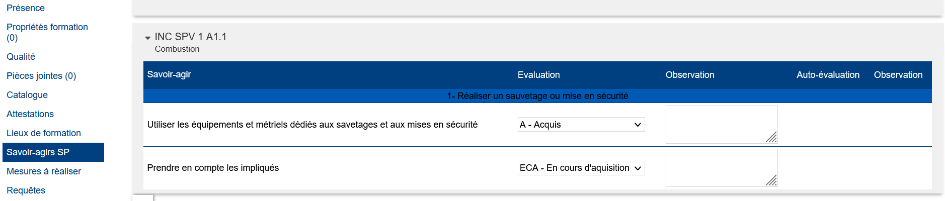 Présence
Propriétés formation
(0)
Qualité
Pièces jointes (0)
Catalogue
Attestations
Lieux de formation
Savoir-agirs SP
Mesures à réaliser
Requêtes
INC SPV 1 A1.1
Combustion
Savoir-agir Evaluation Observation Auto-évaluation Observation
1- Réaliser un sauvetage ou mise en sécurité
Utiliser les équipements et métriels dédiés aux savetages et aux mises en sécurité A - Acquis
Prendre en compte les impliqués ECA - En cours d'aquisition